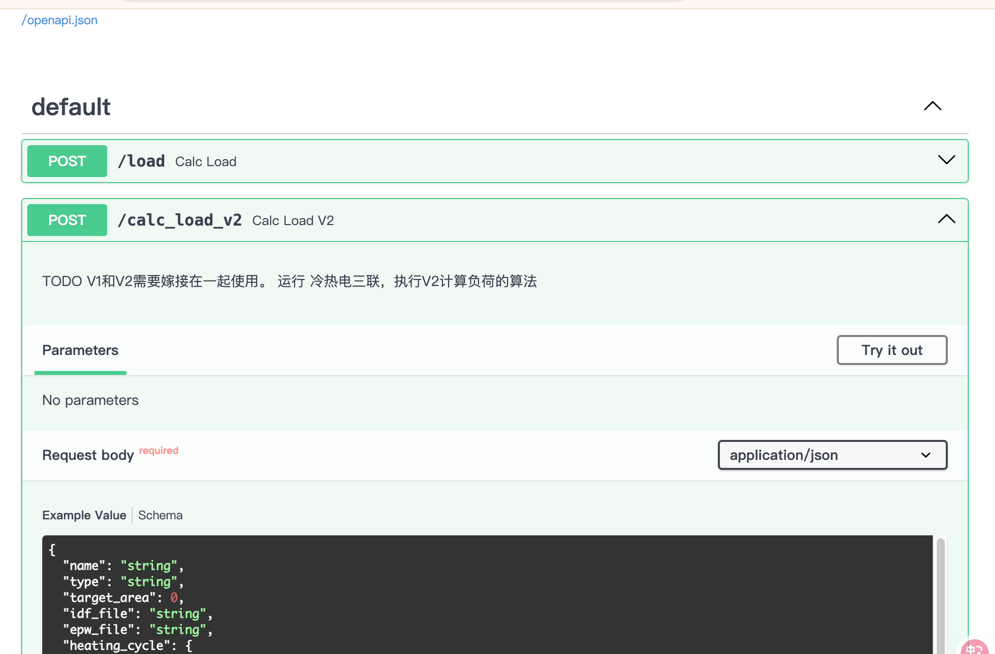 /openapi.json
default
POST /load Calc Load
POST /calc_load_v2 Calc Load V2
TODO V1和V2需要嫁接在一起使用。 运行 冷热电三联，执行V2计算负荷的算法
Parameters Try it out
No parameters
Request body required application/json
Example Value Schema
{
"name": "string",
"type": "string",
"target_area": 0,
"idf_file": "string",
"epw_file": "string",
"heating_cycle": {